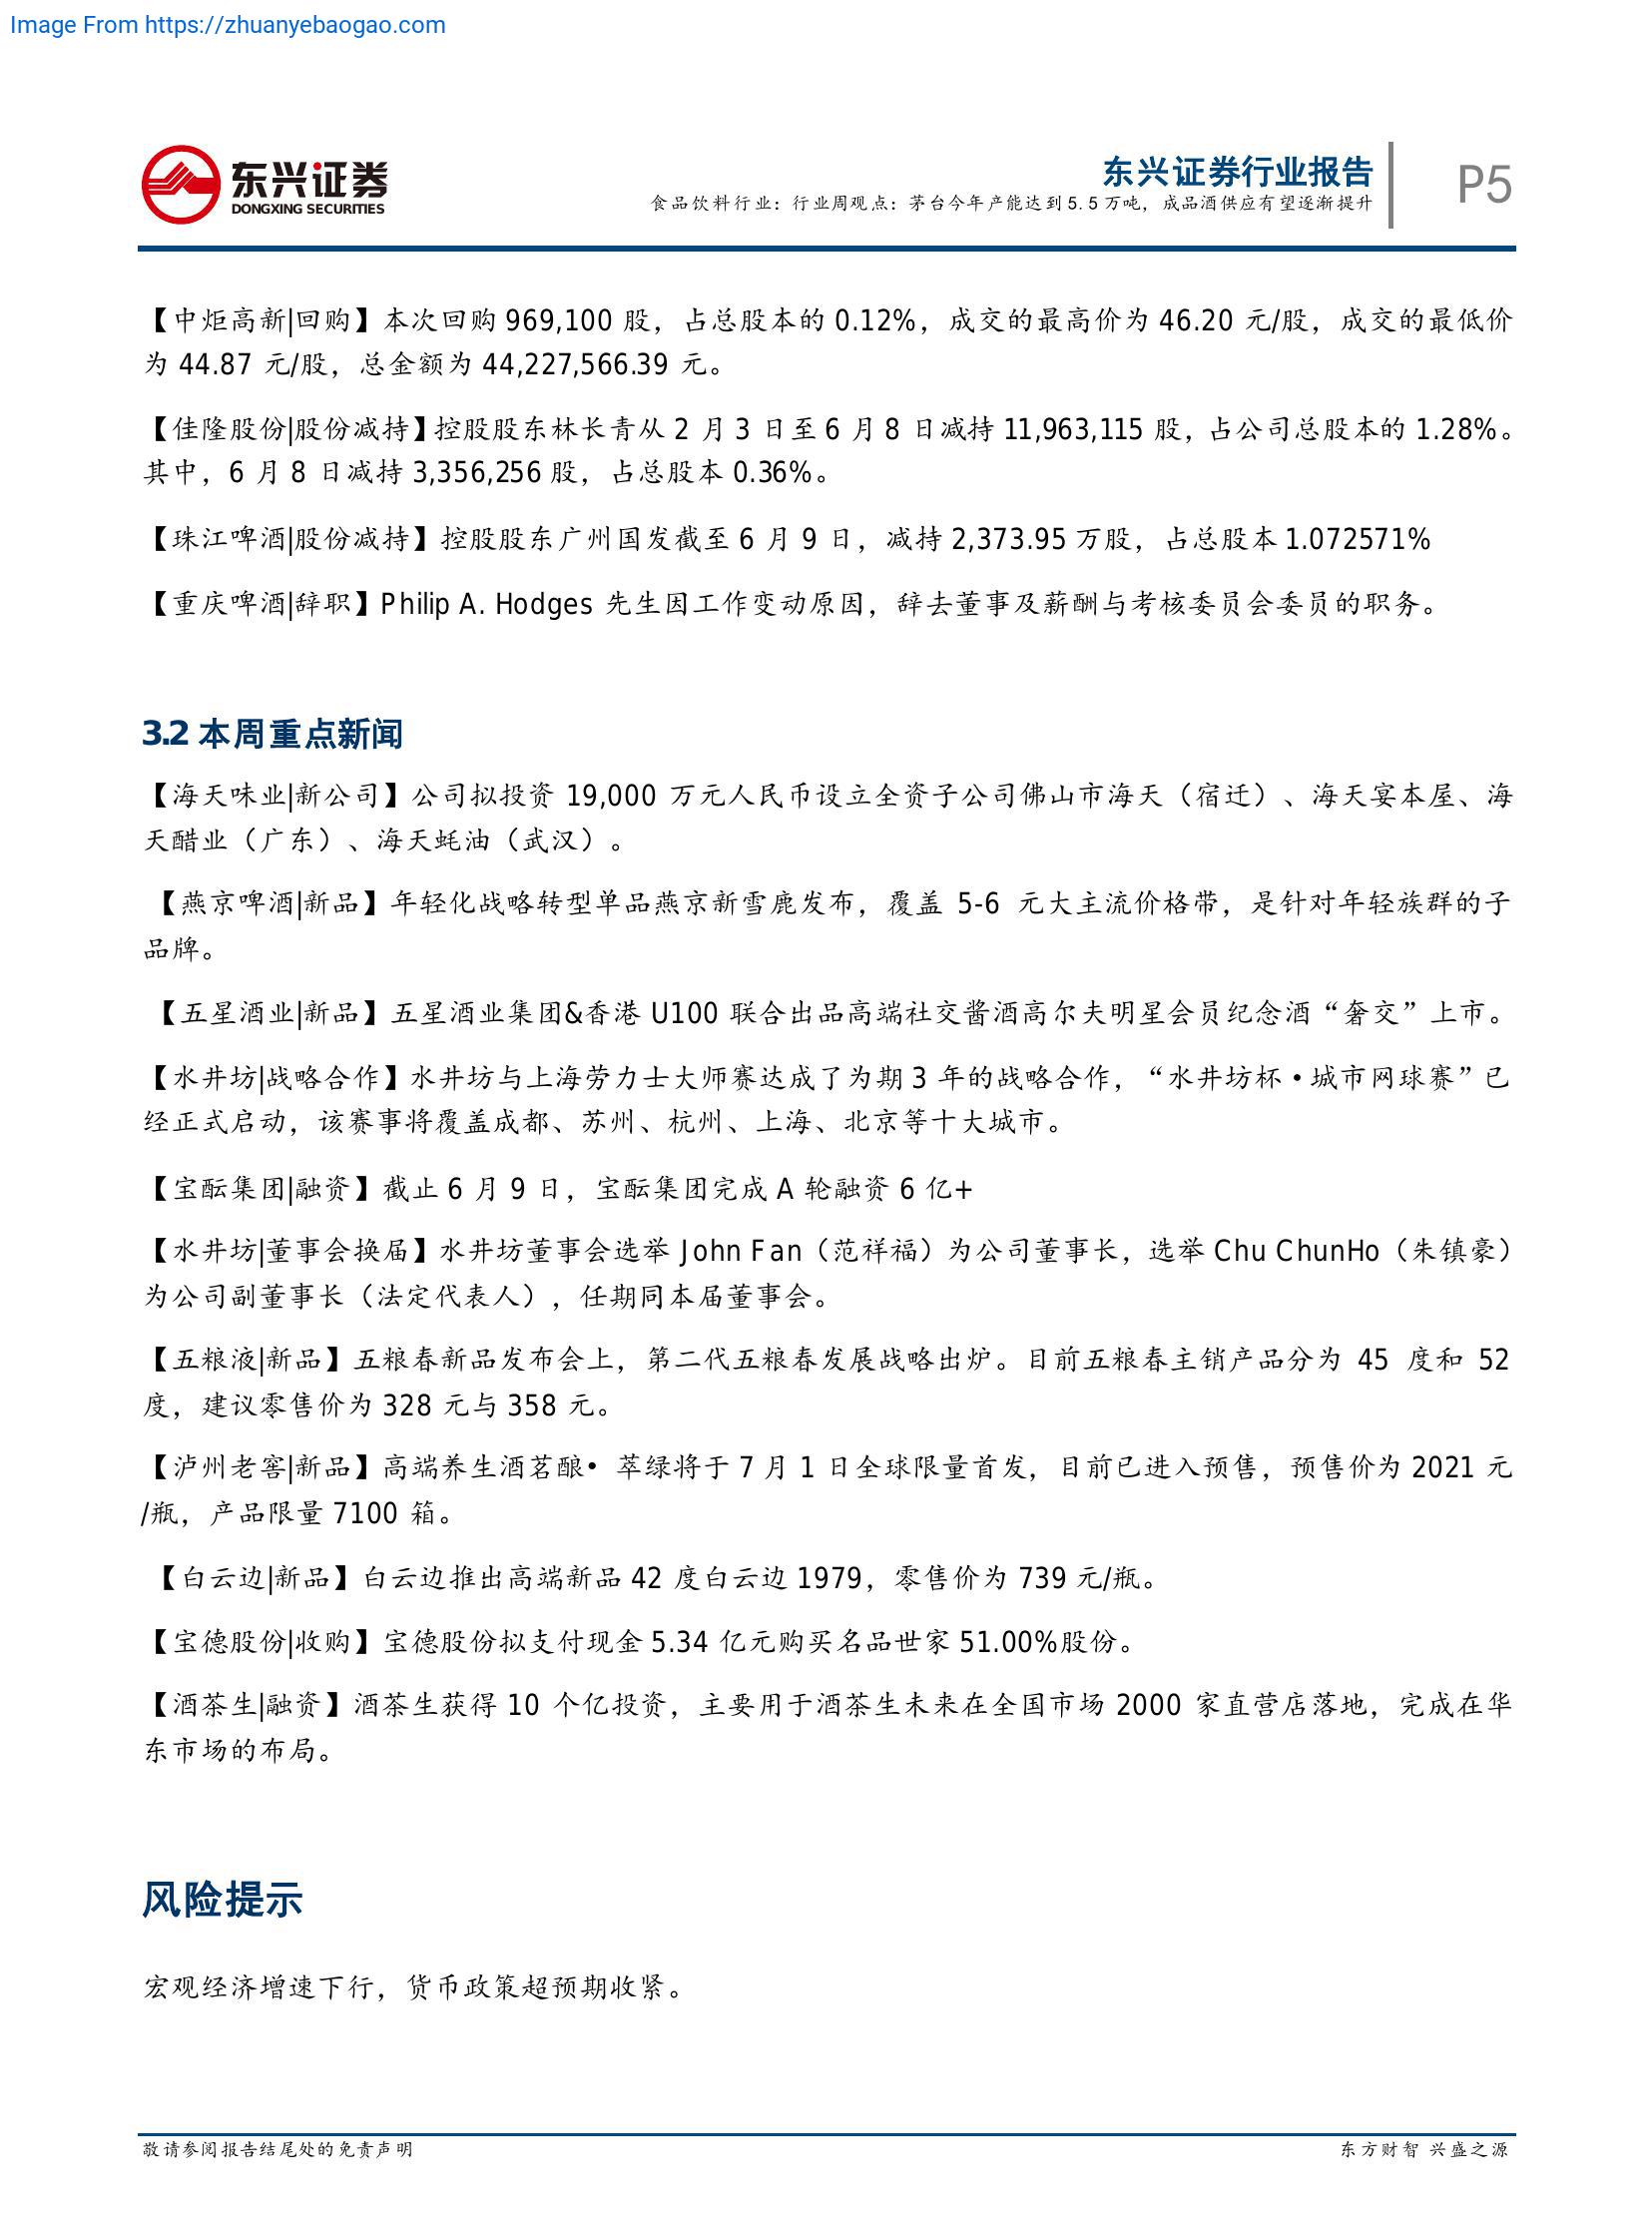 Image From https://zhuanyebaogao.com
东兴证券
DONGXING SECURITIES
东兴证券行业报告
食品饮料行业：行业周观点：茅台今年产能达到5.5万吨，成品酒供应有望逐渐提升
P5
【中炬高新|回购】本次回购 969,100 股，占总股本的 0.12%，成交的最高价为 46.20 元/股，成交的最低价
为 44.87 元/股，总金额为 44,227,566.39 元。
【佳隆股份|股份减持】控股股东林长青从 2 月 3 日至 6 月 8 日减持 11,963,115 股，占公司总股本的 1.28%。
其中，6 月 8 日减持 3,356,256 股，占总股本 0.36%。
【珠江啤酒|股份减持】控股股东广州国发截至 6 月 9 日，减持 2,373.95 万股，占总股本 1.072571%
【重庆啤酒|辞职】Philip A. Hodges 先生因工作变动原因，辞去董事及薪酬与考核委员会委员的职务。
3.2 本周重点新闻
【海天味业|新公司】公司拟投资 19,000 万元人民币设立全资子公司佛山市海天（宿迁）、海天宴本屋、海
天醋业（广东）、海天蚝油（武汉）。
【燕京啤酒|新品】年轻化战略转型单品燕京新雪鹿发布，覆盖 5-6 元大主流价格带，是针对年轻族群的子
品牌。
【五星酒业|新品】五星酒业集团&香港 U100 联合出品高端社交酱酒高尔夫明星会员纪念酒“奢交”上市。
【水井坊|战略合作】水井坊与上海劳力士大师赛达成了为期 3 年的战略合作，“水井坊杯·城市网球赛”已
经正式启动，该赛事将覆盖成都、苏州、杭州、上海、北京等十大城市。
【宝酝集团|融资】截止 6 月 9 日，宝酝集团完成 A 轮融资 6 亿+
【水井坊|董事会换届】水井坊董事会选举 John Fan（范祥福）为公司董事长，选举 Chu ChunHo（朱镇豪）
为公司副董事长（法定代表人），任期同本届董事会。
【五粮液|新品】五粮春新品发布会上，第二代五粮春发展战略出炉。目前五粮春主销产品分为 45 度和 52
度，建议零售价为 328 元与 358 元。
【泸州老窖|新品】高端养生酒茗酿• 萃绿将于 7 月 1 日全球限量首发，目前已进入预售，预售价为 2021 元
/瓶，产品限量 7100 箱。
【白云边|新品】白云边推出高端新品 42 度白云边 1979，零售价为 739 元/瓶。
【宝德股份|收购】宝德股份拟支付现金 5.34 亿元购买名品世家 51.00%股份。
【酒茶生|融资】酒茶生获得 10 个亿投资，主要用于酒茶生未来在全国市场 2000 家直营店落地，完成在华
东市场的布局。
风险提示
宏观经济增速下行，货币政策超预期收紧。
敬请参阅报告结尾处的免责声明
东方财智 兴盛之源